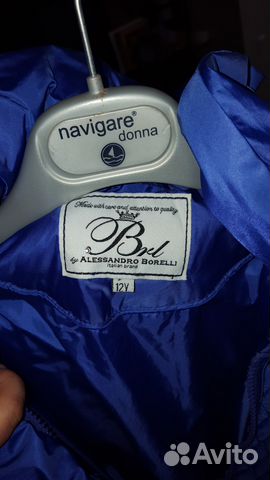 navigare®
donna
Made with care and attention to quality
Brl
by ALESSANDRO BORELLI
italian brand
12Y
Avito